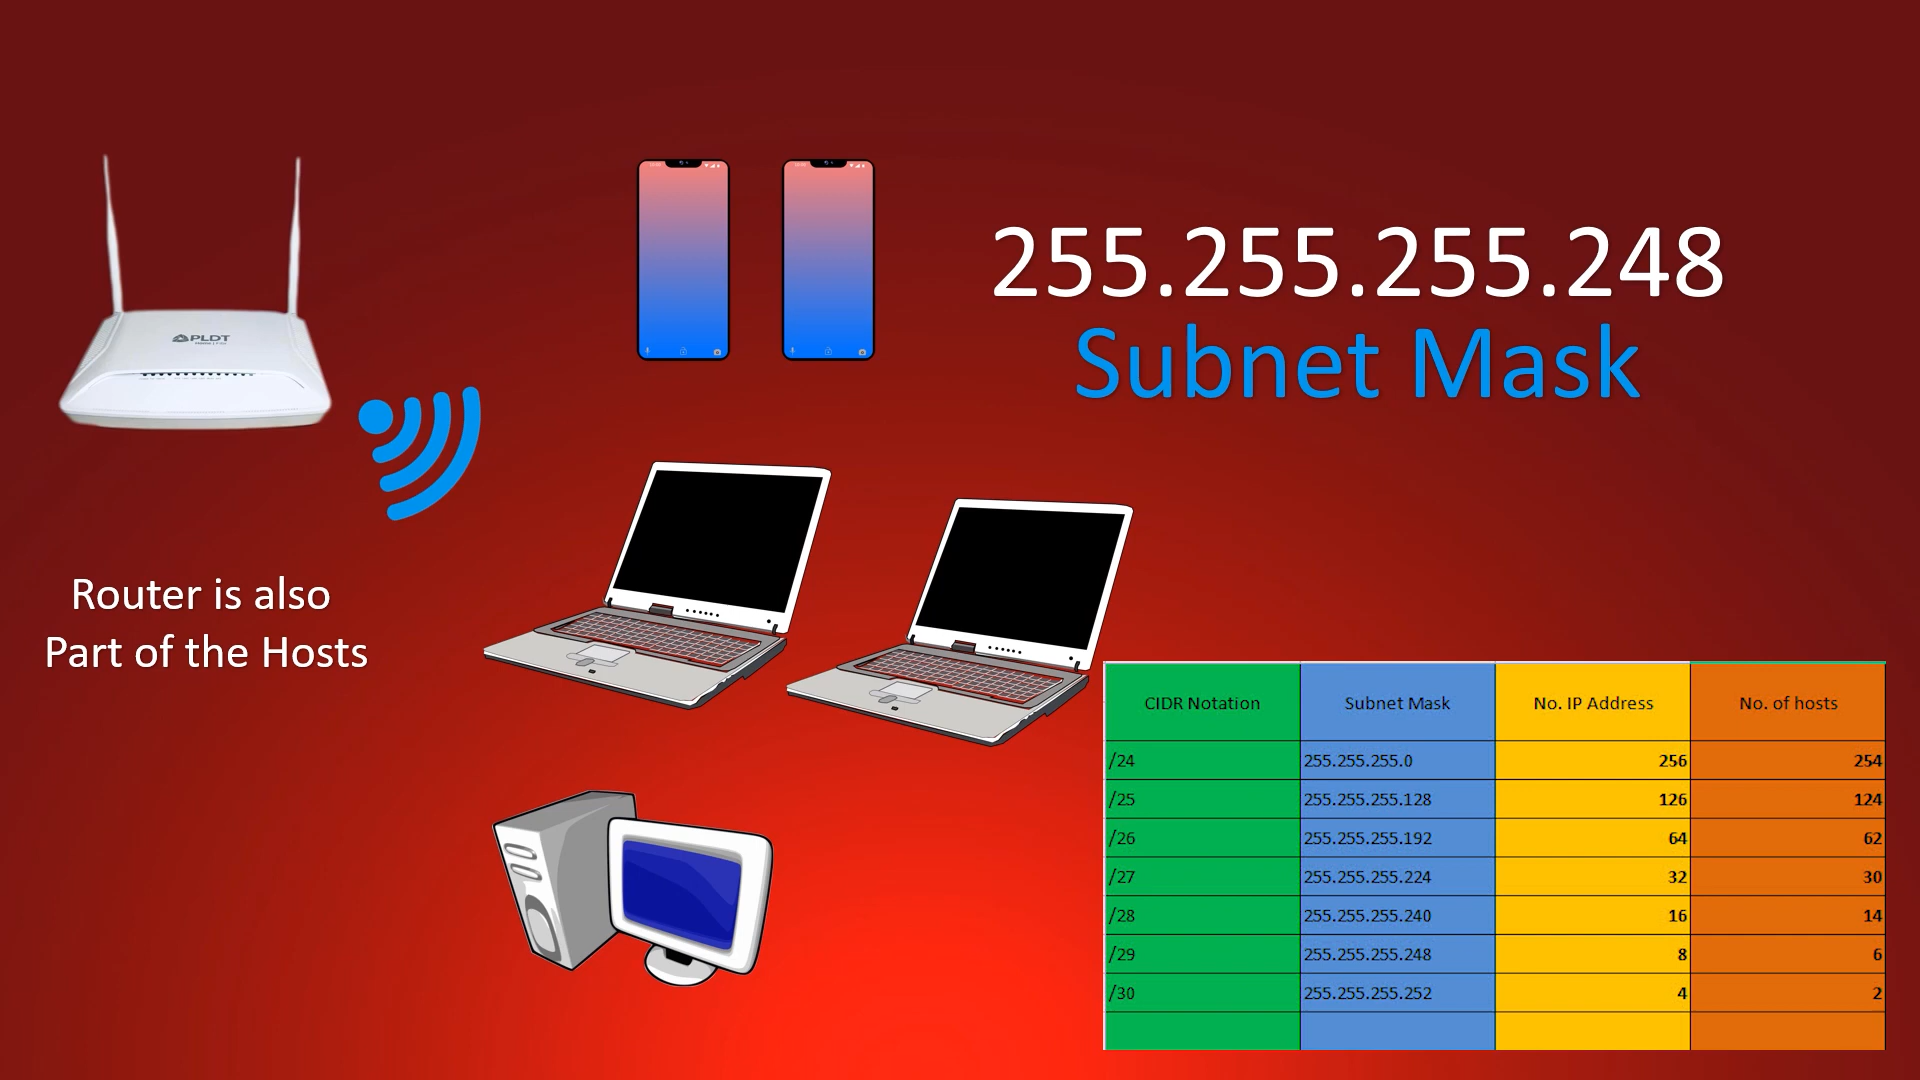 PLDT
255.255.255.248
Subnet Mask
Router is also
Part of the Hosts
CIDR Notation Subnet Mask No. IP Address No. of hosts
/24 255.255.255.0 256 254
/25 255.255.255.128 126 124
/26 255.255.255.192 64 62
/27 255.255.255.224 32 30
/28 255.255.255.240 16 14
/29 255.255.255.248 8 6
/30 255.255.255.252 4 2